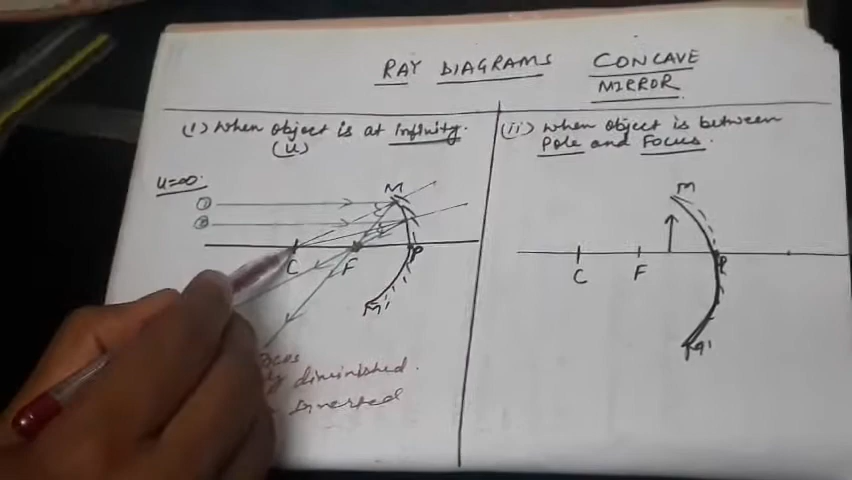 RAY DIAGRAMS CONCAVE
MIRROR
(i) When object is at infinity.
(u)
u=∞
①
②
M
C
F
P
M'
diminished.
Inverted
(ii) When object is between
Pole and Focus.
M
C
F
P
M'